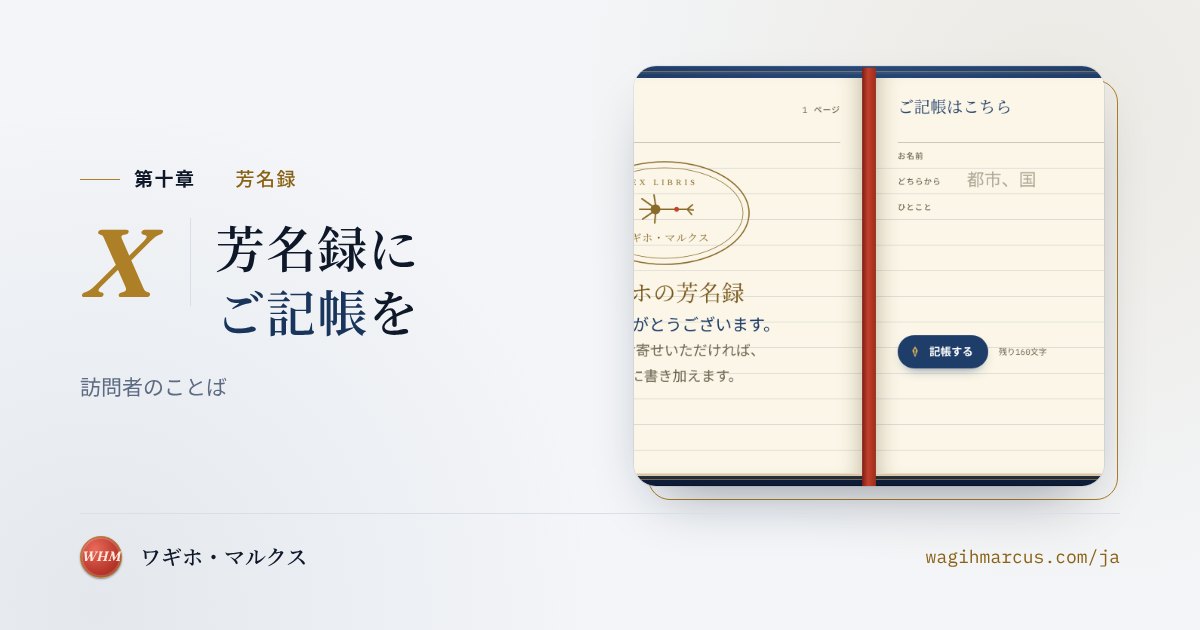 第十章 芳名録
X
芳名録に
ご記帳を
訪問者のことば
1 ページ
EX LIBRIS
ギホ・マルクス
ホの芳名録
がとうございます。
寄せいただければ、
に書き加えます。
ご記帳はこちら
お名前
どちらから 都市、国
ひとこと
記帳する 残り160文字
WHM ワギホ・マルクス
wagihmarcus.com/ja